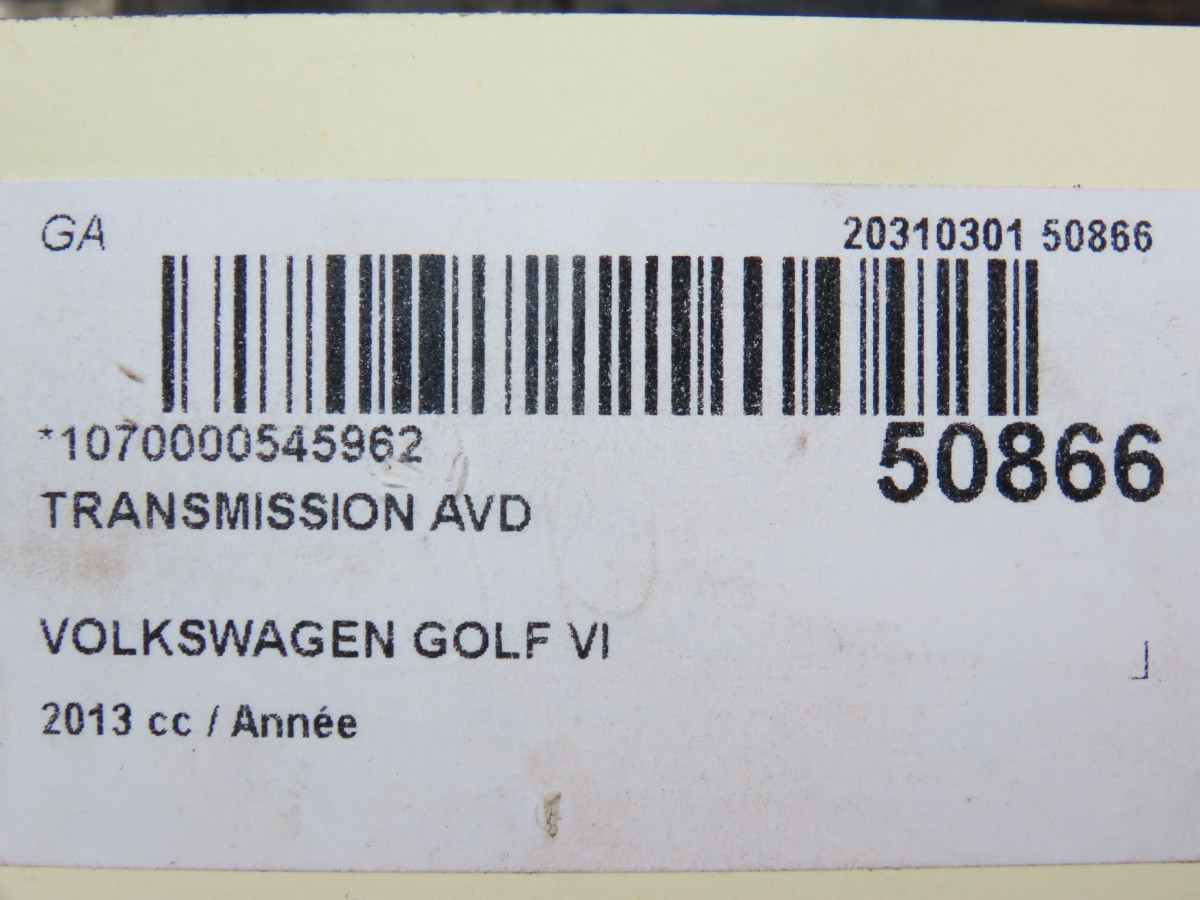 GA
20310301 50866
*1070000545962
50866
TRANSMISSION AVD
VOLKSWAGEN GOLF VI
2013 cc / Année